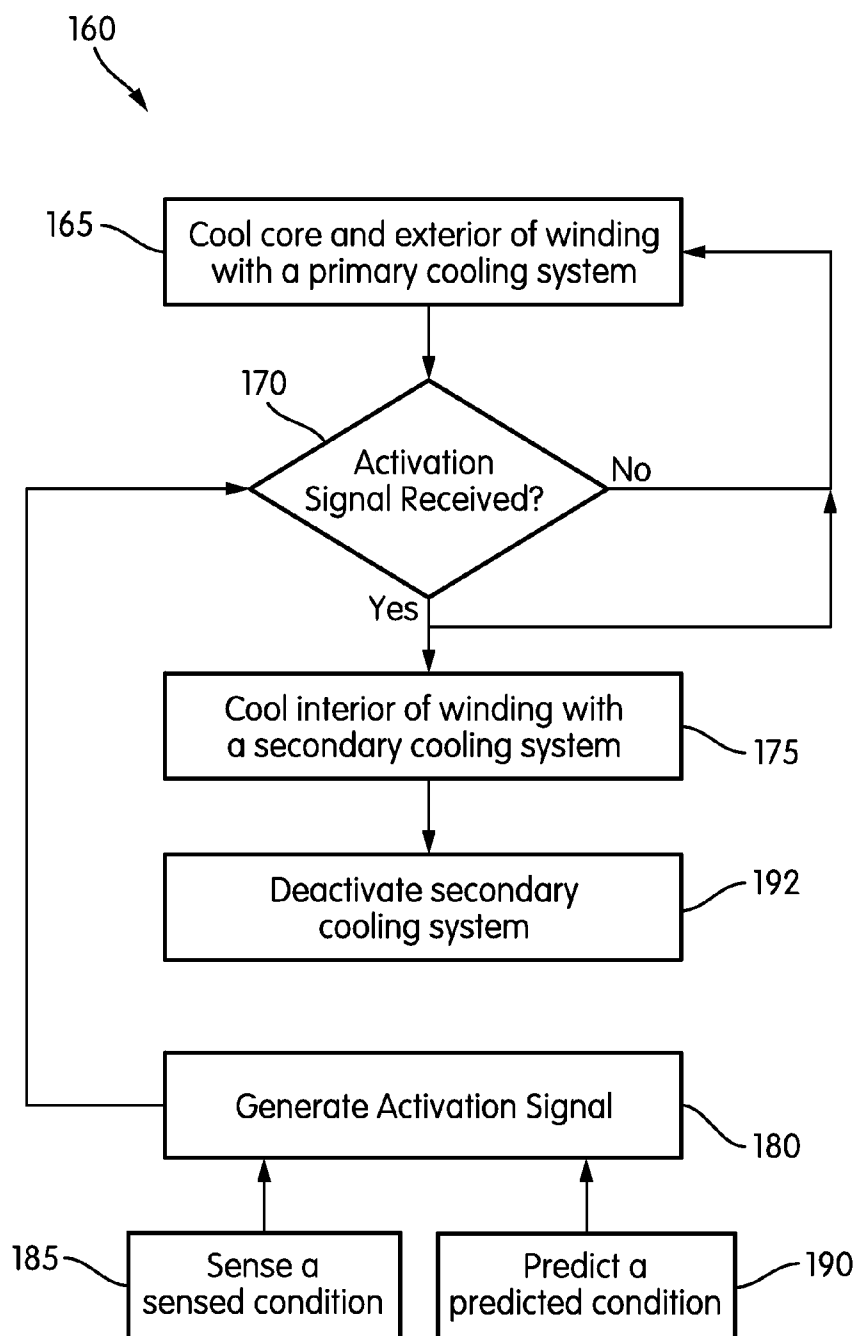 160
165
Cool core and exterior of winding
with a primary cooling system
170
Activation
Signal Received?
No
Yes
Cool interior of winding with
a secondary cooling system
175
Deactivate secondary
cooling system
192
Generate Activation Signal
180
185
Sense a
sensed condition
Predict a
predicted condition
190